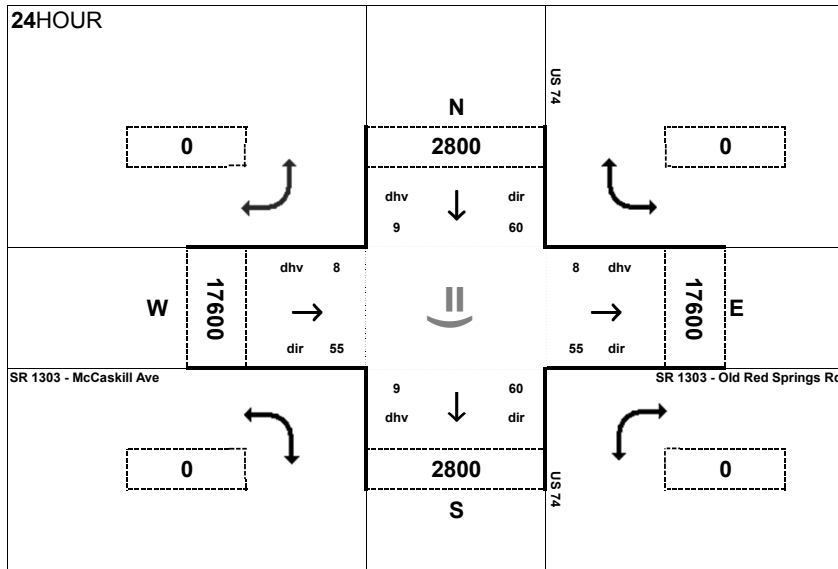 24HOUR
US 74
N
0
2800
0
dhv
dir
9
60
dhv 8
8 dhv
W
17600
17600
E
dir 55
55 dir
SR 1303 - McCaskill Ave
SR 1303 - Old Red Springs Rd
9
60
dhv
dir
0
2800
0
US 74
S